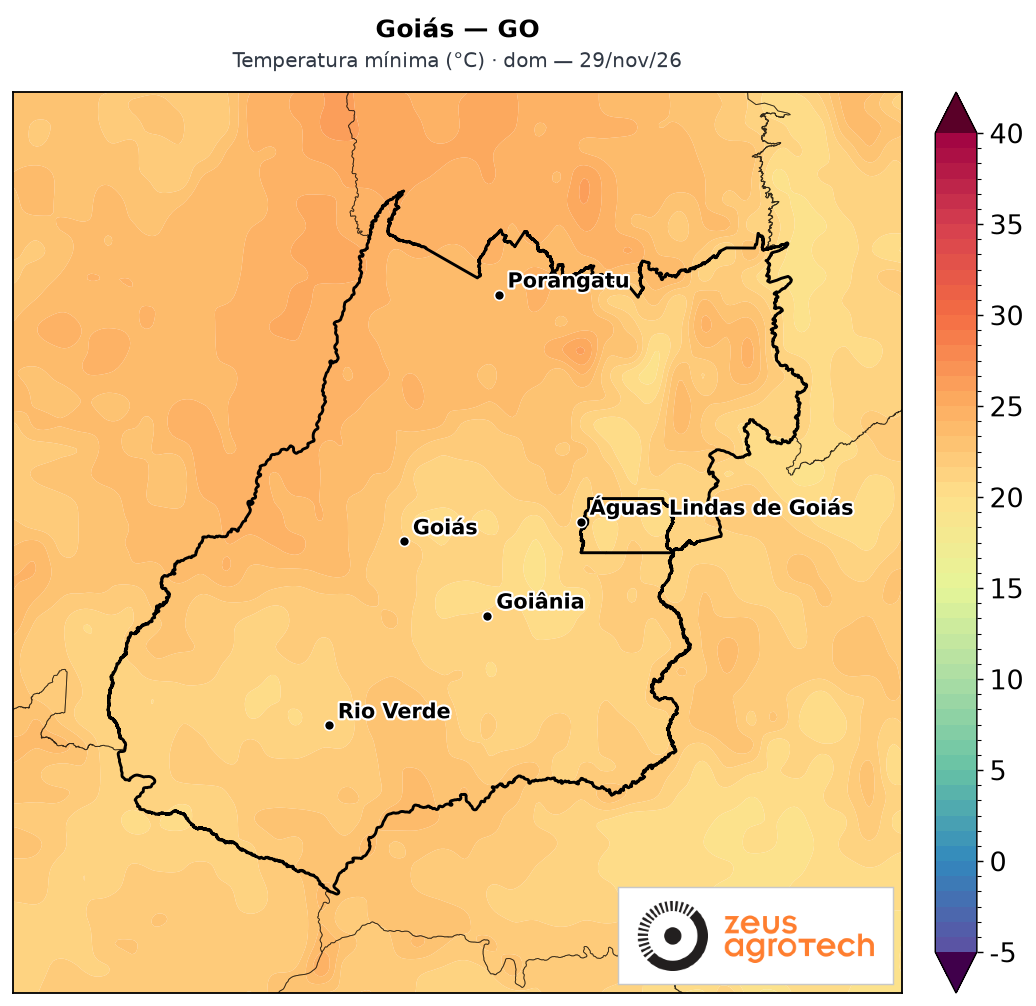 Goiás — GO
Temperatura mínima (°C) · dom — 29/nov/26
Porangatu
Águas Lindas de Goiás
Goiás
Goiânia
Rio Verde
40
35
30
25
20
15
10
5
0
-5
zeus
agrotech